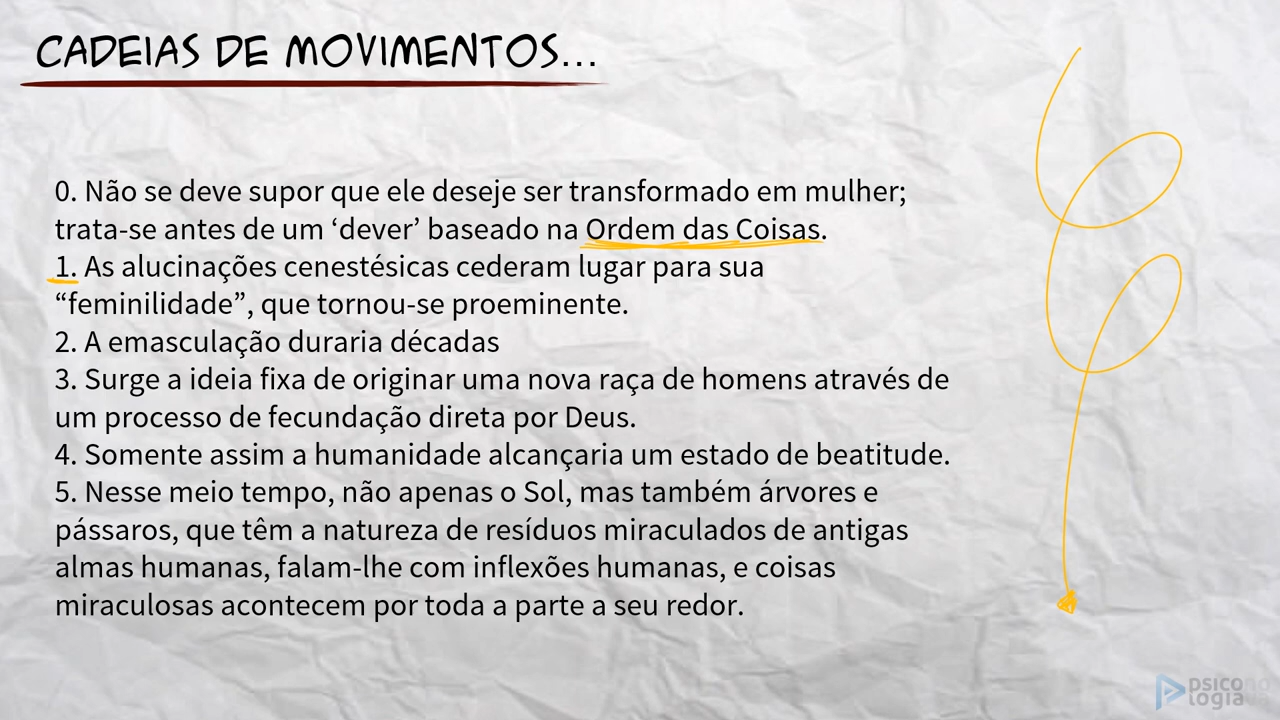 CADEIAS DE MOVIMENTOS...
0. Não se deve supor que ele deseje ser transformado em mulher;
trata-se antes de um ‘dever’ baseado na Ordem das Coisas.
1. As alucinações cenestésicas cederam lugar para sua
“feminilidade”, que tornou-se proeminente.
2. A emasculação duraria décadas
3. Surge a ideia fixa de originar uma nova raça de homens através de
um processo de fecundação direta por Deus.
4. Somente assim a humanidade alcançaria um estado de beatitude.
5. Nesse meio tempo, não apenas o Sol, mas também árvores e
pássaros, que têm a natureza de resíduos miraculados de antigas
almas humanas, falam-lhe com inflexões humanas, e coisas
miraculosas acontecem por toda a parte a seu redor.
psico
logia